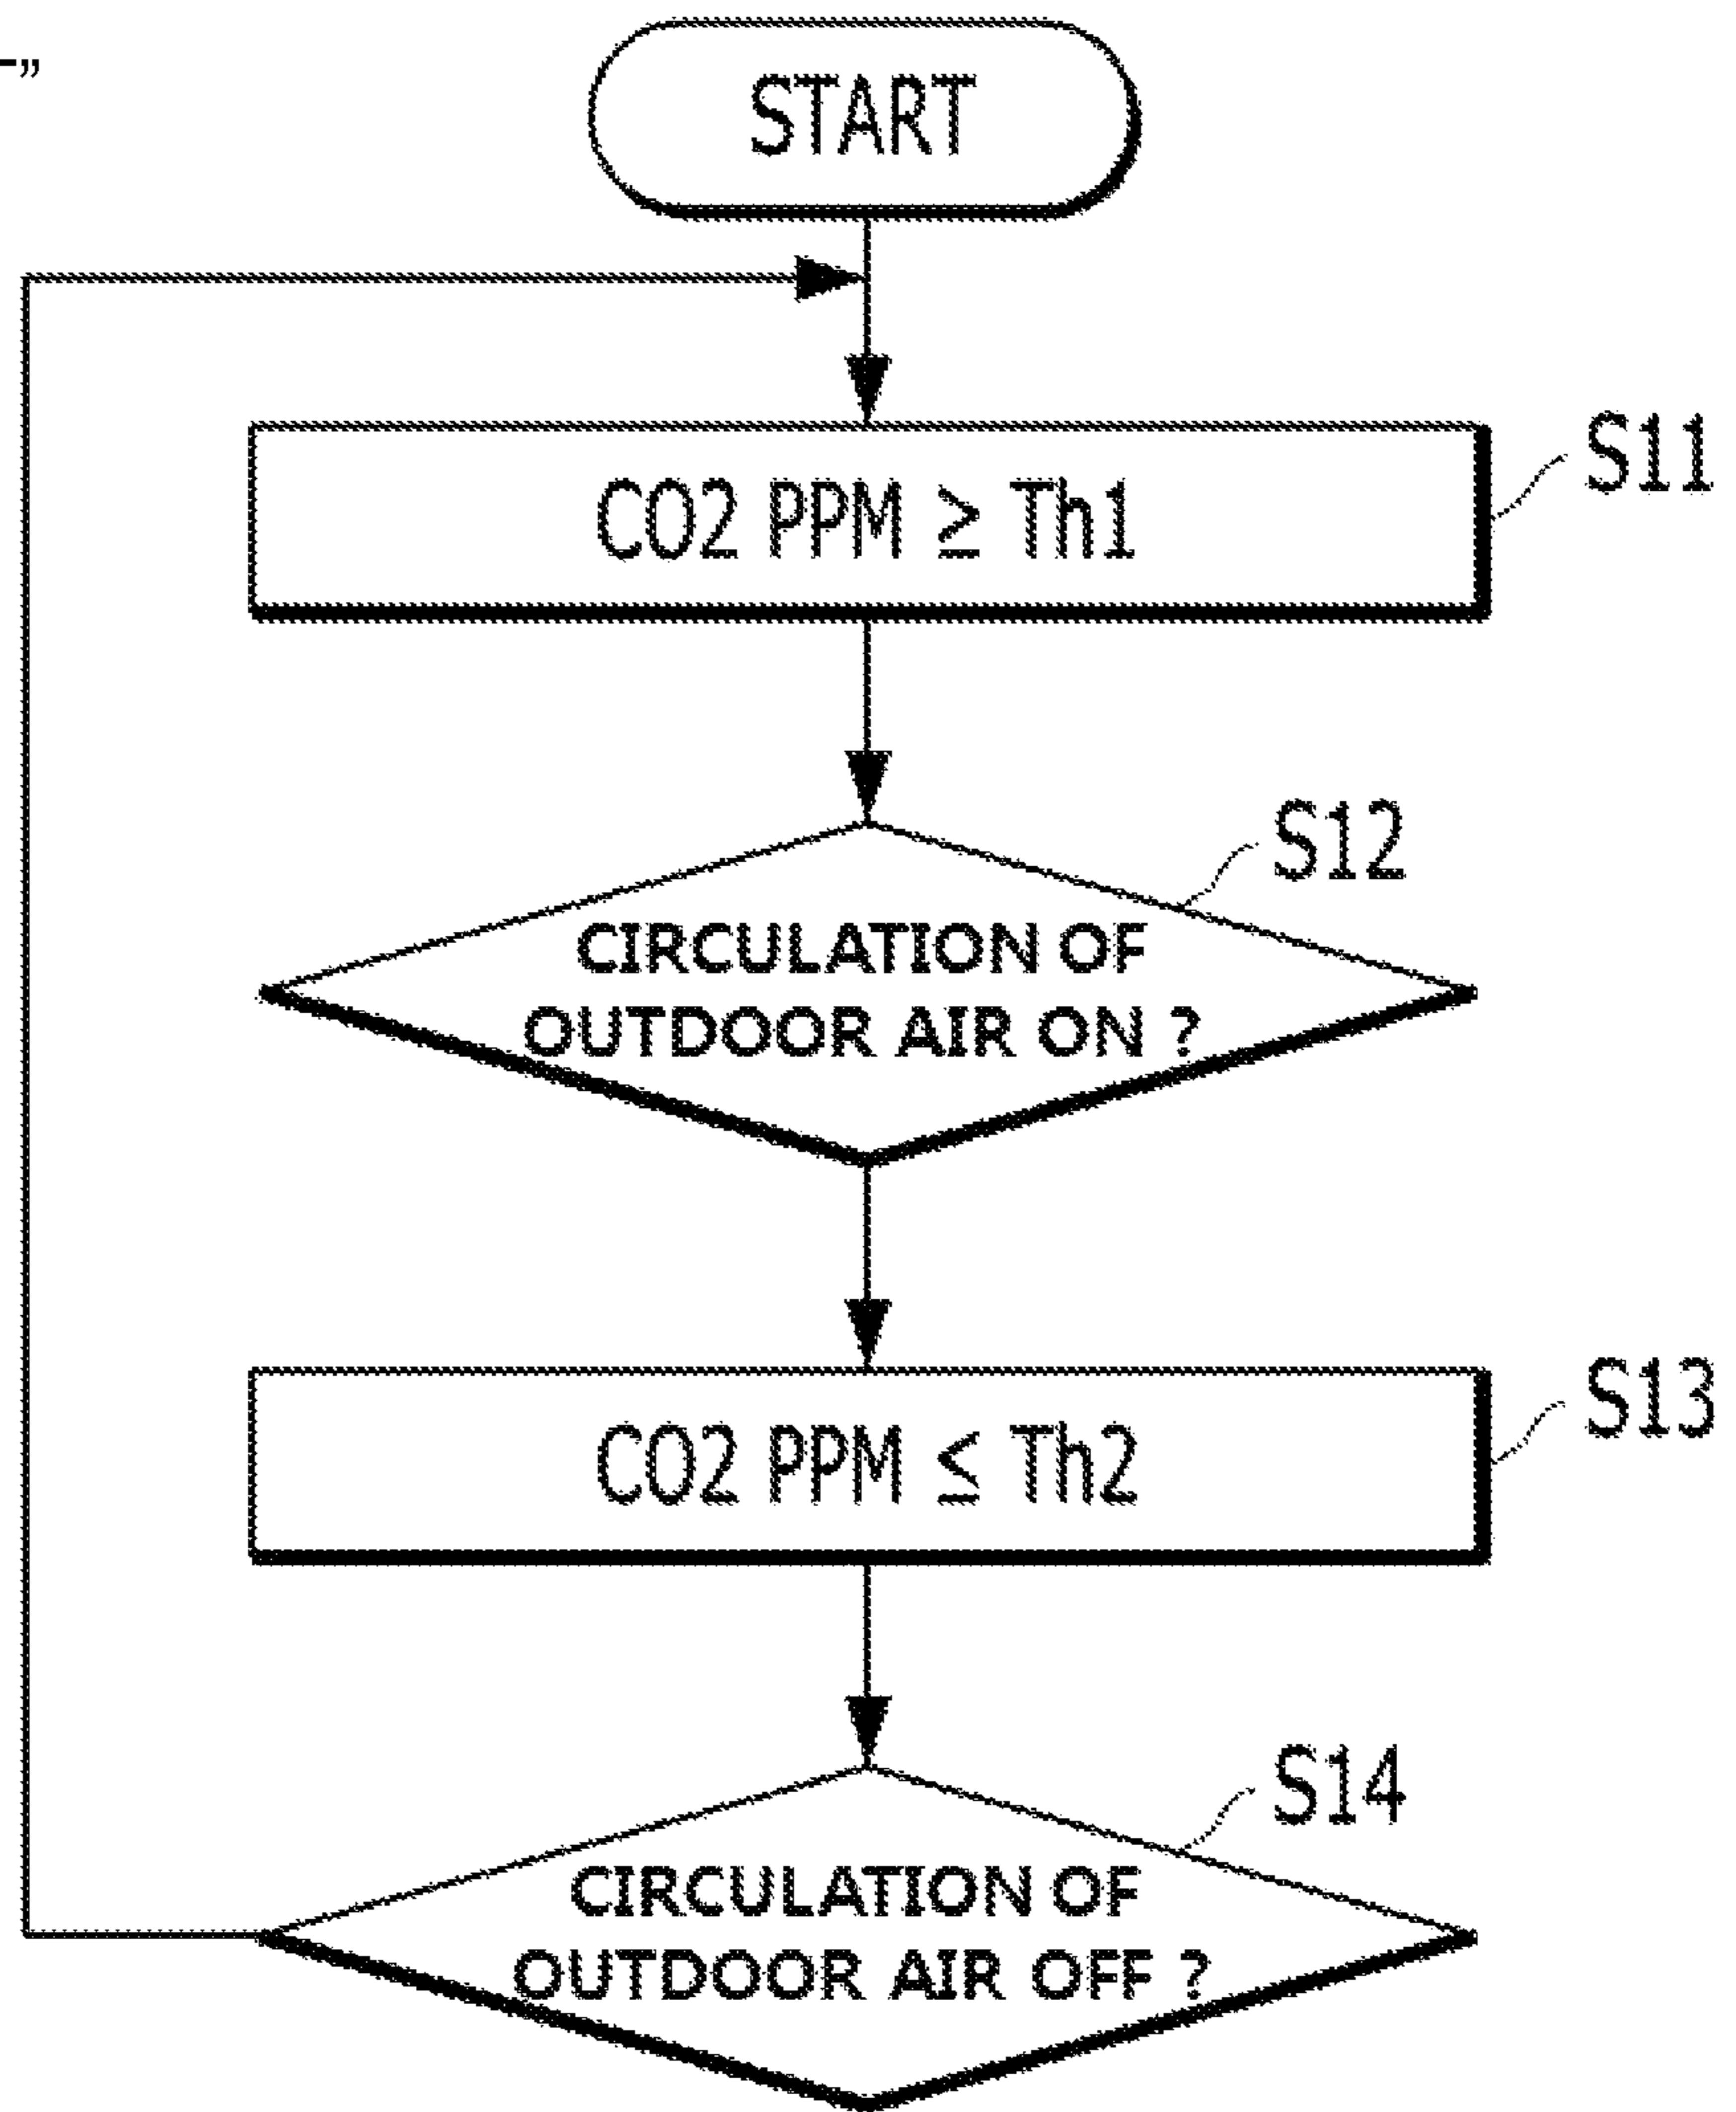 -”
START
CO2 PPM ≥ Th1
S11
S12
CIRCULATION OF
OUTDOOR AIR ON ?
CO2 PPM ≤ Th2
S13
S14
CIRCULATION OF
OUTDOOR AIR OFF ?